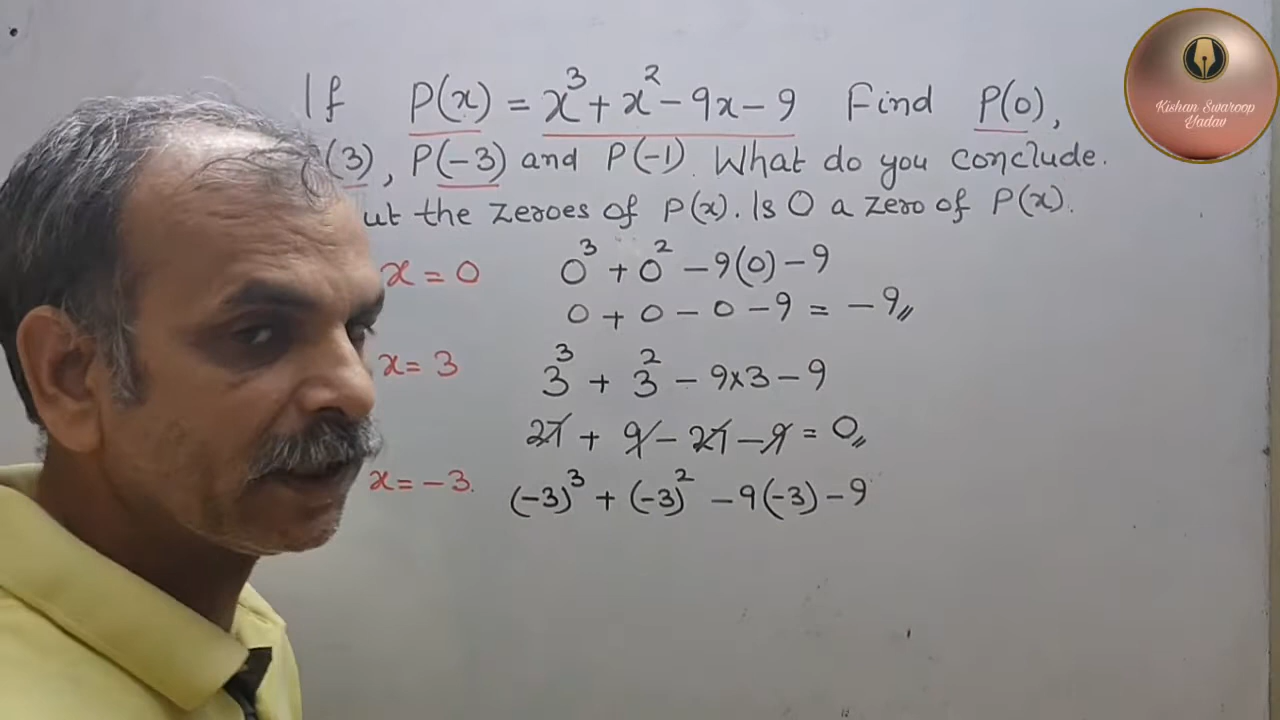 If P(x) = x³ + x² - 9x - 9 Find P(0),
(3), P(-3) and P(-1). What do you conclude.
ut the zeroes of P(x). Is 0 a zero of P(x).
x = 0 0³ + 0² - 9(0) - 9
0 + 0 - 0 - 9 = -9
x = 3 3³ + 3² - 9x3 - 9
27 + 9 - 27 - 9 = 0
x = -3. (-3)³ + (-3)² - 9(-3) - 9
Kishan Swaroop
Yadav